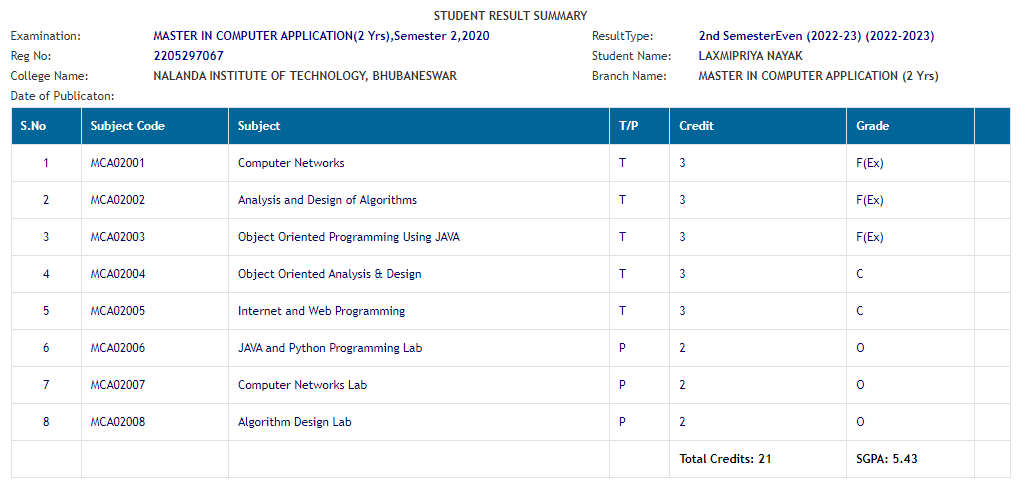 STUDENT RESULT SUMMARY
Examination: MASTER IN COMPUTER APPLICATION(2 Yrs),Semester 2,2020 ResultType: 2nd SemesterEven (2022-23) (2022-2023)
Reg No: 2205297067 Student Name: LAXMIPRIYA NAYAK
College Name: NALANDA INSTITUTE OF TECHNOLOGY, BHUBANESWAR Branch Name: MASTER IN COMPUTER APPLICATION (2 Yrs)
Date of Publicaton:
S.No Subject Code Subject T/P Credit Grade
1 MCA02001 Computer Networks T 3 F(Ex)
2 MCA02002 Analysis and Design of Algorithms T 3 F(Ex)
3 MCA02003 Object Oriented Programming Using JAVA T 3 F(Ex)
4 MCA02004 Object Oriented Analysis & Design T 3 C
5 MCA02005 Internet and Web Programming T 3 C
6 MCA02006 JAVA and Python Programming Lab P 2 O
7 MCA02007 Computer Networks Lab P 2 O
8 MCA02008 Algorithm Design Lab P 2 O
Total Credits: 21 SGPA: 5.43